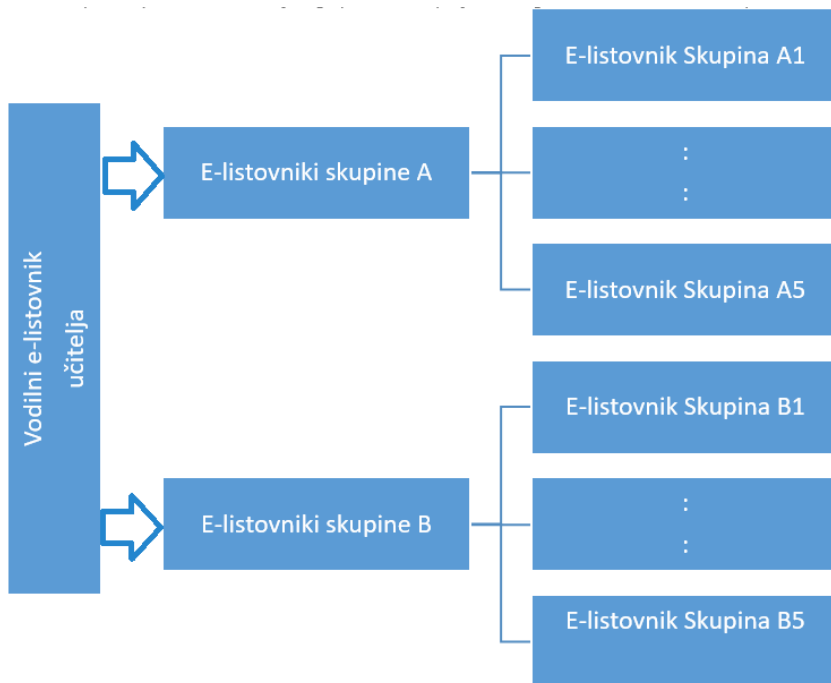 Vodilni e-listovnik
učitelja
E-listovniki skupine A
E-listovnik Skupina A1
:
:
E-listovnik Skupina A5
E-listovniki skupine B
E-listovnik Skupina B1
:
:
E-listovnik Skupina B5